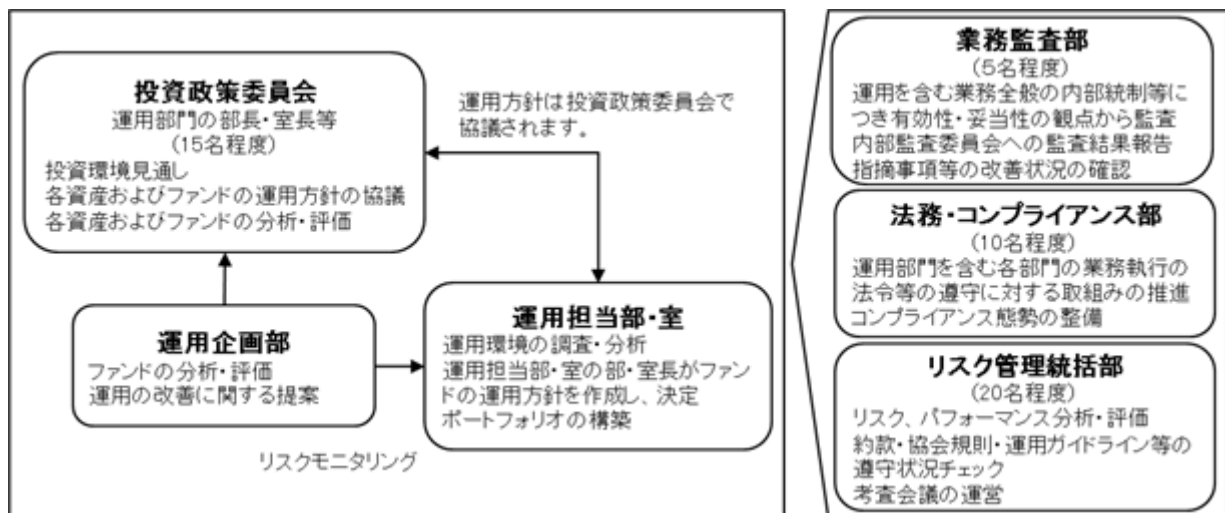 投資政策委員会
運用部門の部長・室長等
(15名程度)
投資環境見通し
各資産およびファンドの運用方針の協議
各資産およびファンドの分析・評価
運用方針は投資政策委員会で
協議されます。
運用企画部
ファンドの分析・評価
運用の改善に関する提案
運用担当部・室
運用環境の調査・分析
運用担当部・室の部・室長がファン
ドの運用方針を作成し、決定
ポートフォリオの構築
リスクモニタリング
業務監査部
(5名程度)
運用を含む業務全般の内部統制等に
つき有効性・妥当性の観点から監査
内部監査委員会への監査結果報告
指摘事項等の改善状況の確認
法務・コンプライアンス部
(10名程度)
運用部門を含む各部門の業務執行の
法令等の遵守に対する取組みの推進
コンプライアンス態勢の整備
リスク管理統括部
(20名程度)
リスク、パフォーマンス分析・評価
約款・協会規則・運用ガイドライン等の
遵守状況チェック
考査会議の運営